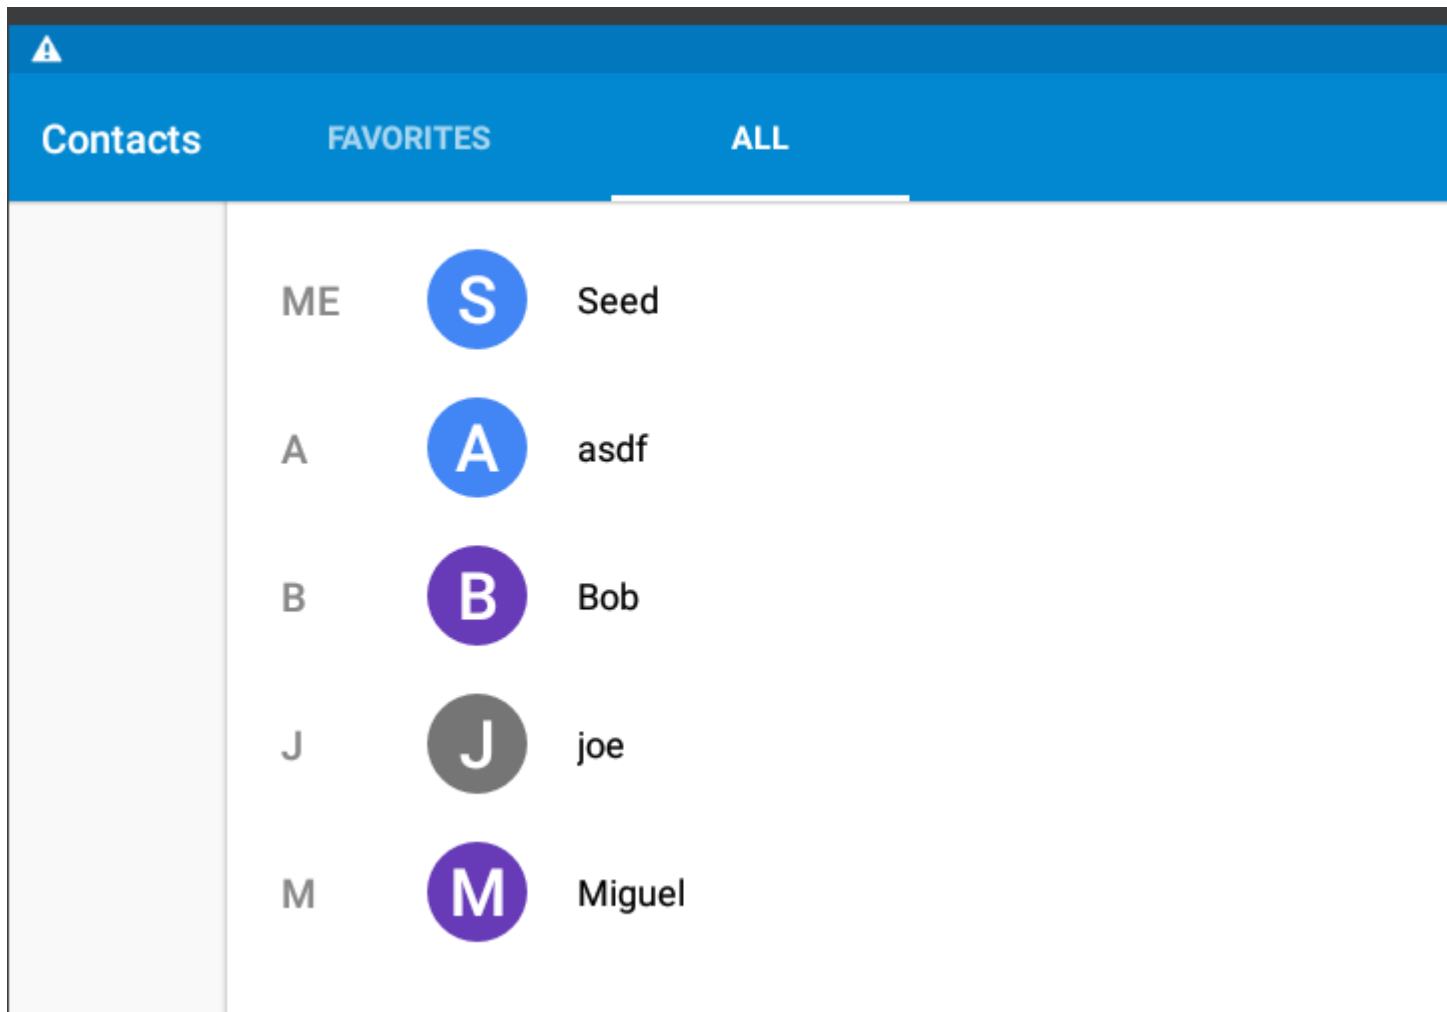 Contacts FAVORITES ALL
ME S Seed
A A asdf
B B Bob
J J joe
M M Miguel